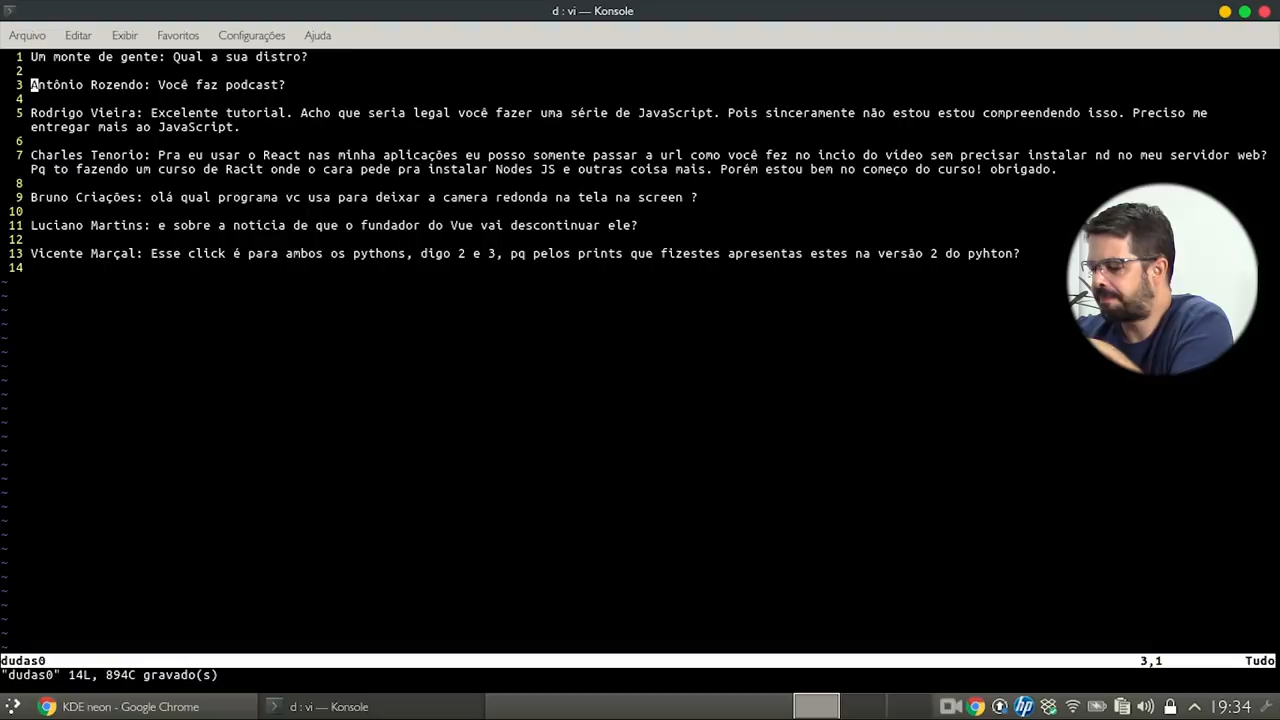 d : vi — Konsole
Arquivo Editar Exibir Favoritos Configurações Ajuda
1 Um monte de gente: Qual a sua distro?
2
3 Antônio Rozendo: Você faz podcast?
4
5 Rodrigo Vieira: Excelente tutorial. Acho que seria legal você fazer uma série de JavaScript. Pois sinceramente não estou estou compreendendo isso. Preciso me
entregar mais ao JavaScript.
6
7 Charles Tenorio: Pra eu usar o React nas minha aplicações eu posso somente passar a url como você fez no incio do video sem precisar instalar nd no meu servidor web?
Pq to fazendo um curso de Racit onde o cara pede pra instalar Nodes JS e outras coisa mais. Porém estou bem no começo do curso! obrigado.
8
9 Bruno Criações: olá qual programa vc usa para deixar a camera redonda na tela na screen ?
10
11 Luciano Martins: e sobre a noticia de que o fundador do Vue vai descontinuar ele?
12
13 Vicente Marçal: Esse click é para ambos os pythons, digo 2 e 3, pq pelos prints que fizestes apresentas estes na versão 2 do pyhton?
14
dudas0 3,1 Tudo
"dudas0" 14L, 894C gravado(s)
KDE neon - Google Chrome d : vi — Konsole 19:34